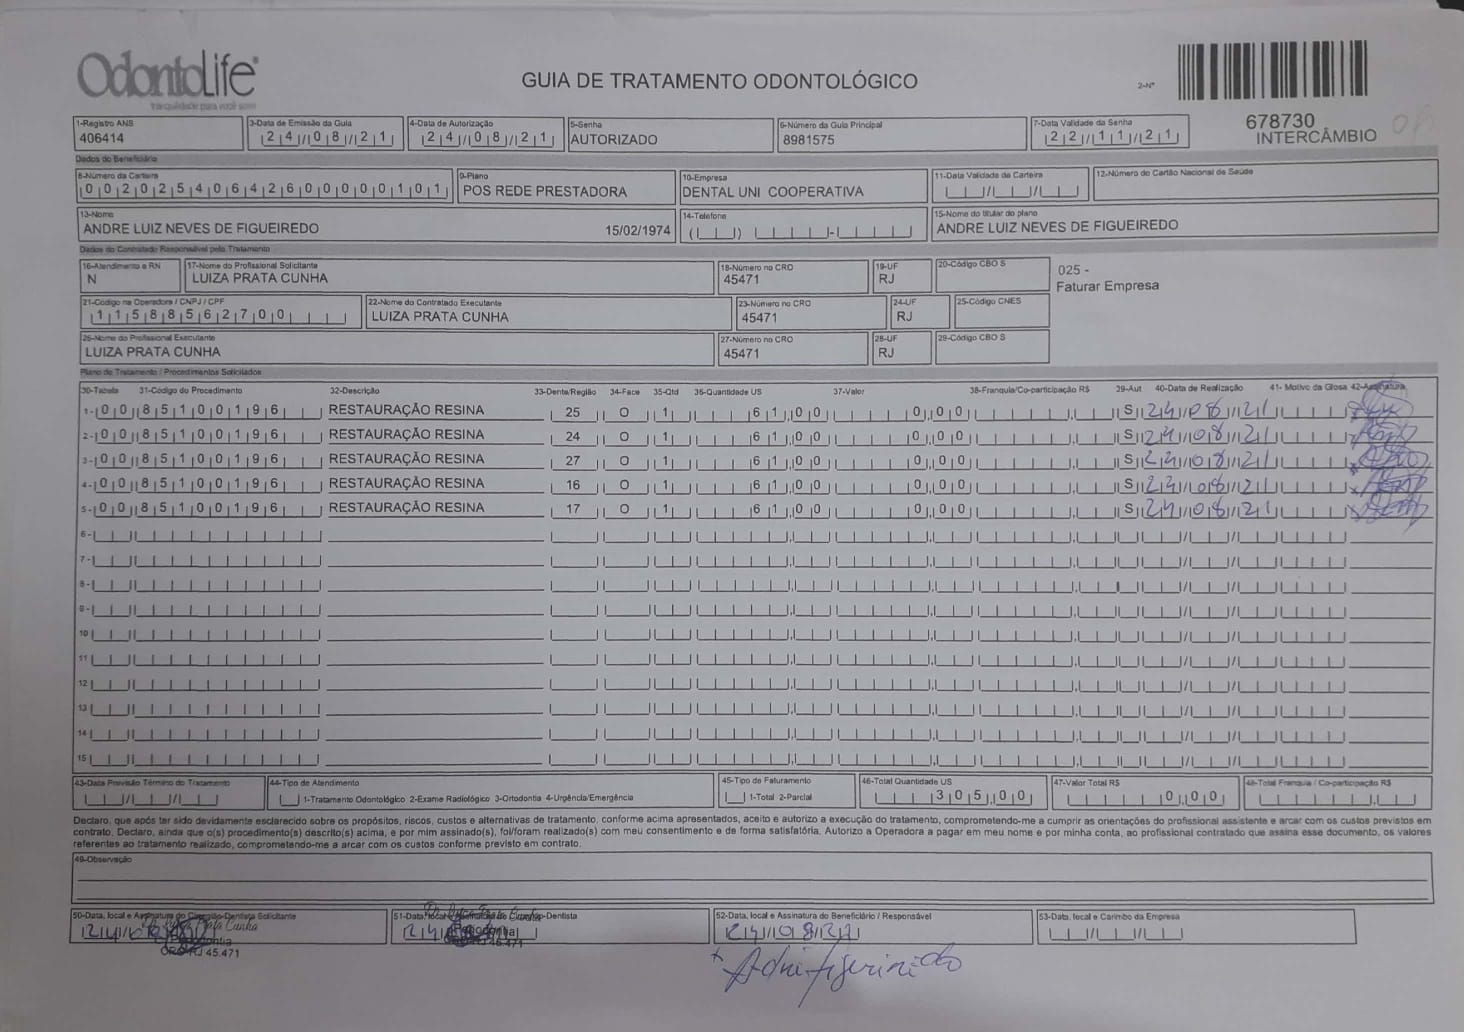 OdontoLife
tranquilidade para você sorrir
GUIA DE TRATAMENTO ODONTOLÓGICO
2-Nº
678730
INTERCÂMBIO
1-Registro ANS 3-Data de Emissão da Guia 4-Data de Autorização 5-Senha 6-Número da Guia Principal 7-Data Validade da Senha
406414 24/08/21 24/08/21 AUTORIZADO 8981575 22/11/21
Dados do Beneficiário
8-Número da Carteira 9-Plano 10-Empresa 11-Data Validade da Carteira 12-Número do Cartão Nacional de Saúde
00202540642600000101 POS REDE PRESTADORA DENTAL UNI COOPERATIVA
13-Nome 14-Telefone 15-Nome do titular do plano
ANDRE LUIZ NEVES DE FIGUEIREDO 15/02/1974 ANDRE LUIZ NEVES DE FIGUEIREDO
Dados do Contratado Responsável pelo Tratamento
16-Atendimento a RN 17-Nome do Profissional Solicitante 18-Número no CRO 19-UF 20-Código CBO S
N LUIZA PRATA CUNHA 45471 RJ
025 -
Faturar Empresa
21-Código na Operadora / CNPJ / CPF 22-Nome do Contratado Executante 23-Número no CRO 24-UF 25-Código CNES
11588562700 LUIZA PRATA CUNHA 45471 RJ
26-Nome do Profissional Executante 27-Número no CRO 28-UF 29-Código CBO S
LUIZA PRATA CUNHA 45471 RJ
Plano de Tratamento / Procedimentos Solicitados
30-Tabela 31-Código do Procedimento 32-Descrição 33-Dente/Região 34-Face 35-Qtd 36-Quantidade US 37-Valor 38-Franquia/Co-participação R$ 39-Aut 40-Data de Realização 41- Motivo da Glosa 42-Assinatura
1- 00 85100196 RESTAURAÇÃO RESINA 25 O 1 61,00 0,00 S 24/08/21
2- 00 85100196 RESTAURAÇÃO RESINA 24 O 1 61,00 0,00 S 24/08/21
3- 00 85100196 RESTAURAÇÃO RESINA 27 O 1 61,00 0,00 S 24/08/21
4- 00 85100196 RESTAURAÇÃO RESINA 16 O 1 61,00 0,00 S 24/08/21
5- 00 85100196 RESTAURAÇÃO RESINA 17 O 1 61,00 0,00 S 24/08/21
6-
7-
8-
9-
10
11
12
13
14
15
43-Data Previsão Término do Tratamento 44-Tipo de Atendimento 45-Tipo de Faturamento 46-Total Quantidade US 47-Valor Total R$ 48-Total Franquia / Co-participação R$
1-Tratamento Odontológico 2-Exame Radiológico 3-Ortodontia 4-Urgência/Emergência 1-Total 2-Parcial 305,00 0,00
Declaro, que após ter sido devidamente esclarecido sobre os propósitos, riscos, custos e alternativas de tratamento, conforme acima apresentados, aceito e autorizo a execução do tratamento, comprometendo-me a cumprir as orientações do profissional assistente e arcar com os custos previstos em
contrato. Declaro, ainda que o(s) procedimento(s) descrito(s) acima, e por mim assinado(s), foi/foram realizado(s) com meu consentimento e de forma satisfatória. Autorizo a Operadora a pagar em meu nome e por minha conta, ao profissional contratado que assina esse documento, os valores
referentes ao tratamento realizado, comprometendo-me a arcar com os custos conforme previsto em contrato.
49-Observação
50-Data, local e Assinatura do Cirurgião-Dentista Solicitante 51-Data, local e Assinatura do Cirurgião-Dentista 52-Data, local e Assinatura do Beneficiário / Responsável 53-Data, local e Carimbo da Empresa
Prata Cunha
24/08/21
CRO-RJ 45.471